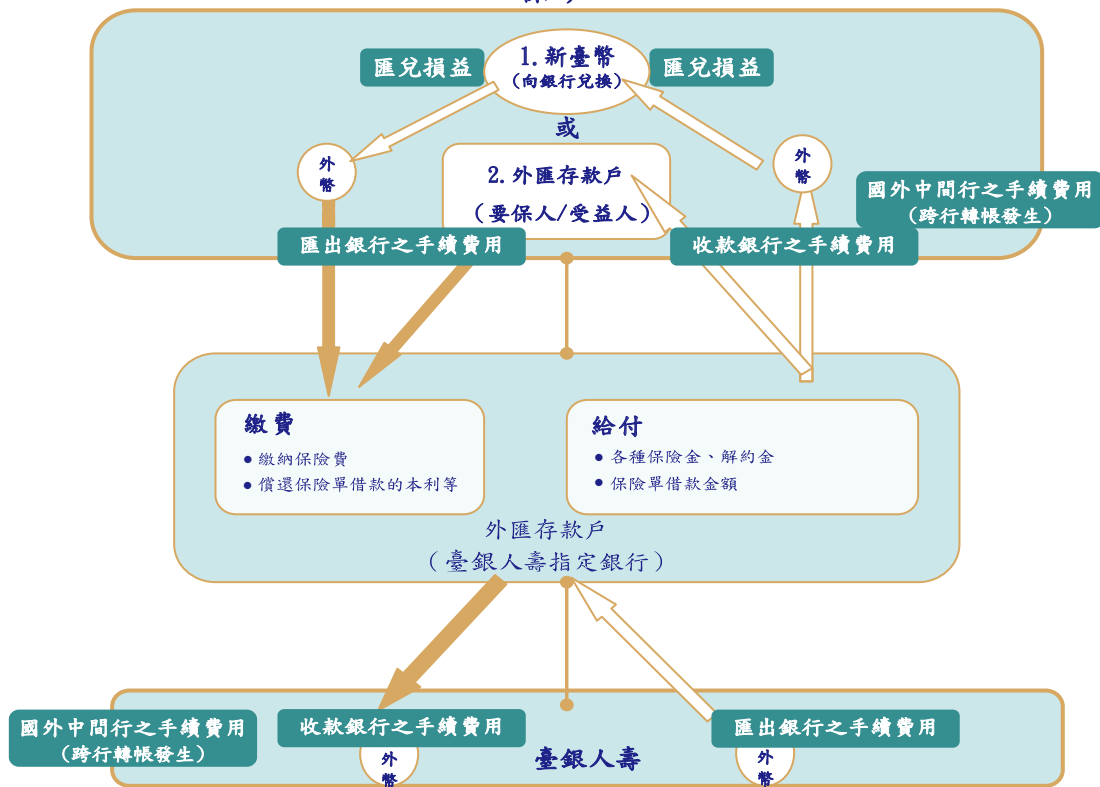 匯兌損益
1.新臺幣
(向銀行兌換)
匯兌損益
或
外幣
2.外匯存款戶
(要保人/受益人)
外幣
國外中間行之手續費用
(跨行轉帳發生)
匯出銀行之手續費用
收款銀行之手續費用
繳費
●繳納保險費
●償還保險單借款的本利等
給付
●各種保險金、解約金
●保險單借款金額
外匯存款戶
(臺銀人壽指定銀行)
國外中間行之手續費用
(跨行轉帳發生)
收款銀行之手續費用
匯出銀行之手續費用
外幣
臺銀人壽
外幣